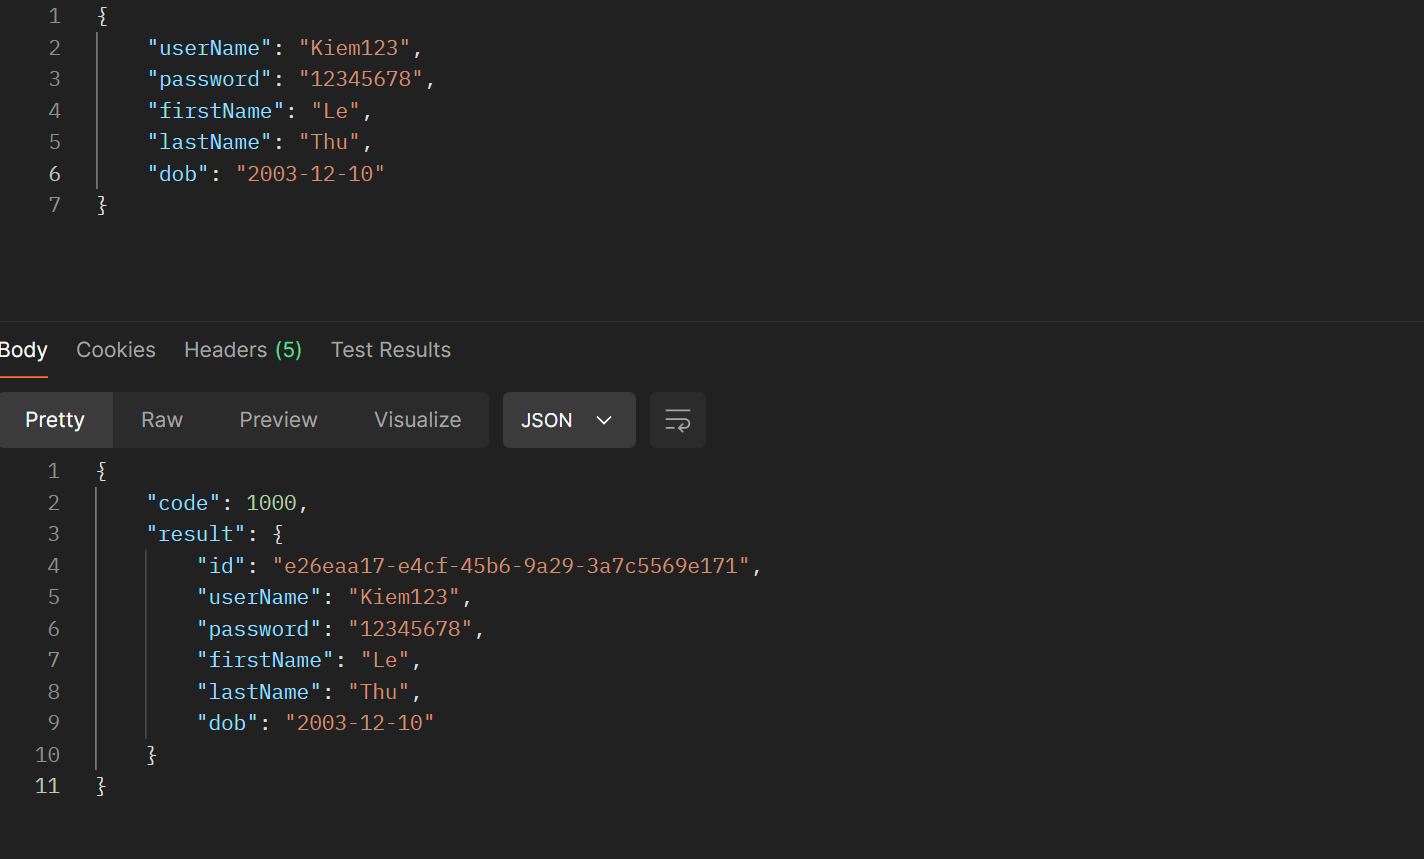 1 {
2 "userName": "Kiem123",
3 "password": "12345678",
4 "firstName": "Le",
5 "lastName": "Thu",
6 "dob": "2003-12-10"
7 }
Body Cookies Headers (5) Test Results
Pretty Raw Preview Visualize JSON
1 {
2 "code": 1000,
3 "result": {
4 "id": "e26eaa17-e4cf-45b6-9a29-3a7c5569e171",
5 "userName": "Kiem123",
6 "password": "12345678",
7 "firstName": "Le",
8 "lastName": "Thu",
9 "dob": "2003-12-10"
10 }
11 }